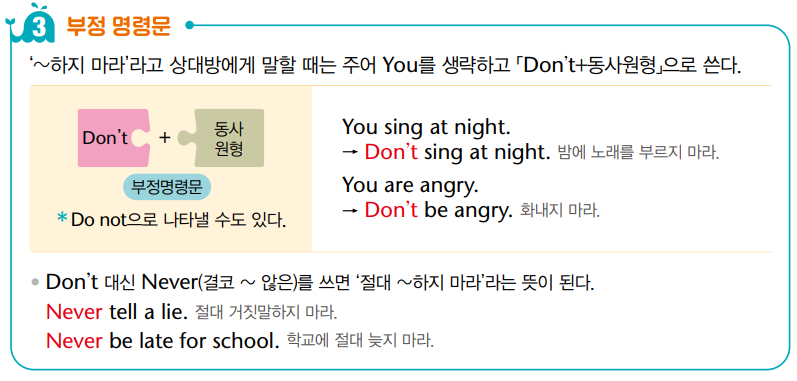 3 부정 명령문
‘~하지 마라’라고 상대방에게 말할 때는 주어 You를 생략하고 「Don’t+동사원형」으로 쓴다.
Don’t + 동사
원형
부정명령문
* Do not으로 나타낼 수도 있다.
You sing at night.
→ Don’t sing at night. 밤에 노래를 부르지 마라.
You are angry.
→ Don’t be angry. 화내지 마라.
• Don’t 대신 Never(결코 ~ 않은)를 쓰면 ‘절대 ~하지 마라’라는 뜻이 된다.
Never tell a lie. 절대 거짓말하지 마라.
Never be late for school. 학교에 절대 늦지 마라.